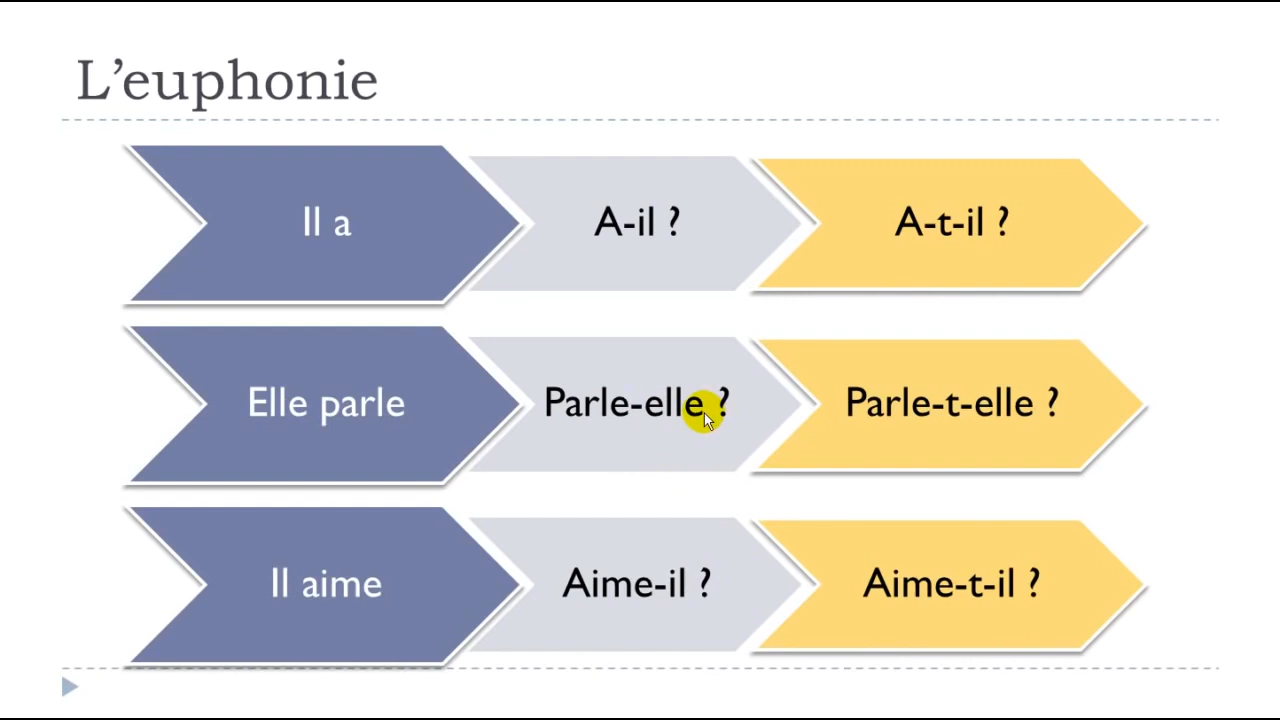 L’euphonie
Il a
A-il ?
A-t-il ?
Elle parle
Parle-elle ?
Parle-t-elle ?
Il aime
Aime-il ?
Aime-t-il ?